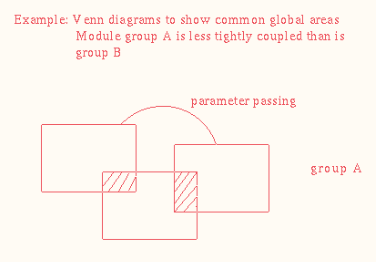 Example: Venn diagrams to show common global areas
Module group A is less tightly coupled than is
group B
parameter passing
group A